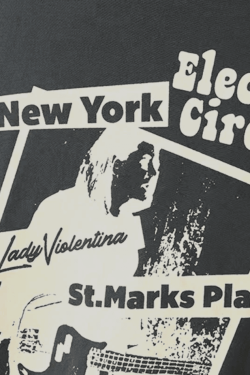 Elec
Circ
New York
Lady Violentina
St.Marks Pla